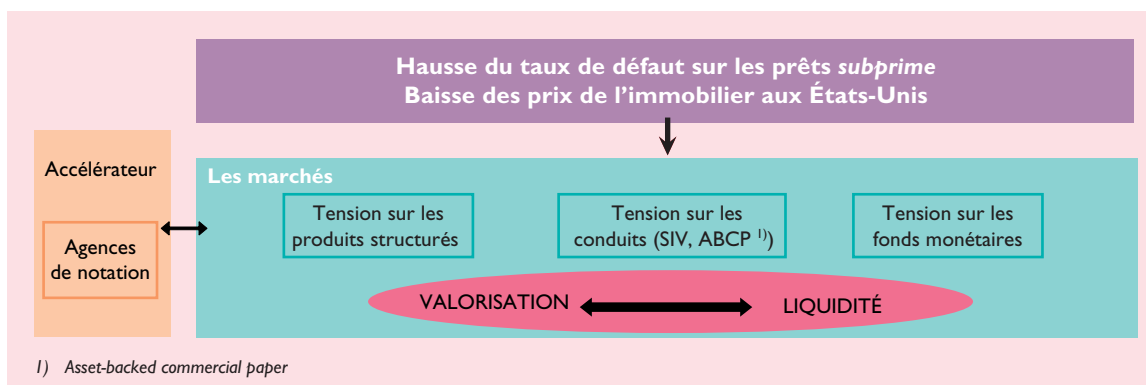 Hausse du taux de défaut sur les prêts subprime
Baisse des prix de l’immobilier aux États-Unis
Accélérateur
Agences
de notation
Les marchés
Tension sur les
produits structurés
Tension sur les
conduits (SIV, ABCP 1))
Tension sur les
fonds monétaires
VALORISATION
LIQUIDITÉ
1) Asset-backed commercial paper